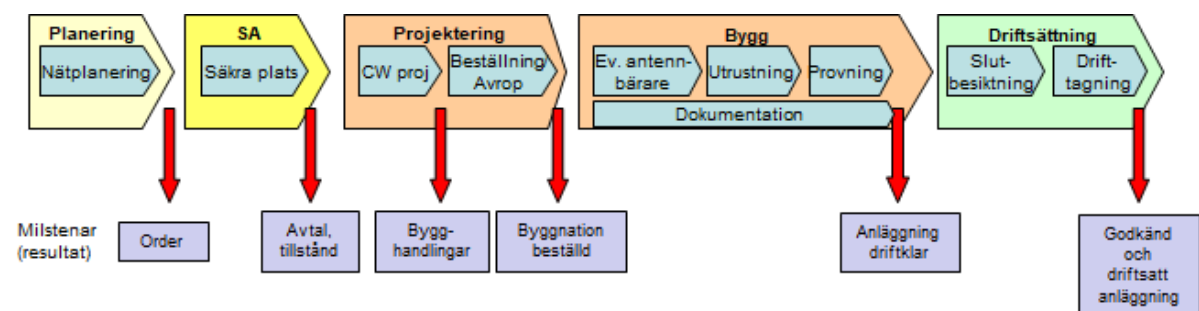 Planering
Nätplanering
SA
Säkra plats
Projektering
CW proj
Beställning/
Avrop
Bygg
Ev. antenn-
bärare
Utrustning
Provning
Dokumentation
Driftsättning
Slut-
besiktning
Drift-
tagning
Milstenar
(resultat)
Order
Avtal,
tillstånd
Bygg-
handlingar
Byggnation
beställd
Anläggning
driftklar
Godkänd
och
driftsatt
anläggning